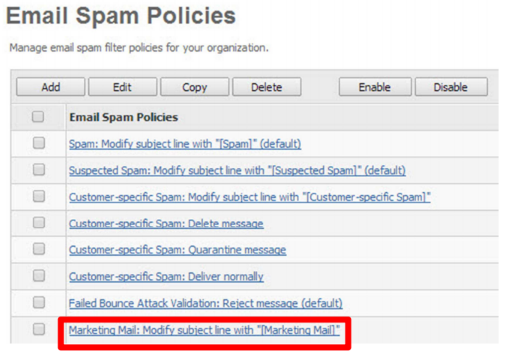 Email Spam Policies
Manage email spam filter policies for your organization.
Add Edit Copy Delete Enable Disable
Email Spam Policies
Spam: Modify subject line with "[Spam]" (default)
Suspected Spam: Modify subject line with "[Suspected Spam]" (default)
Customer-specific Spam: Modify subject line with "[Customer-specific Spam]"
Customer-specific Spam: Delete message
Customer-specific Spam: Quarantine message
Customer-specific Spam: Deliver normally
Failed Bounce Attack Validation: Reject message (default)
Marketing Mail: Modify subject line with "[Marketing Mail]"